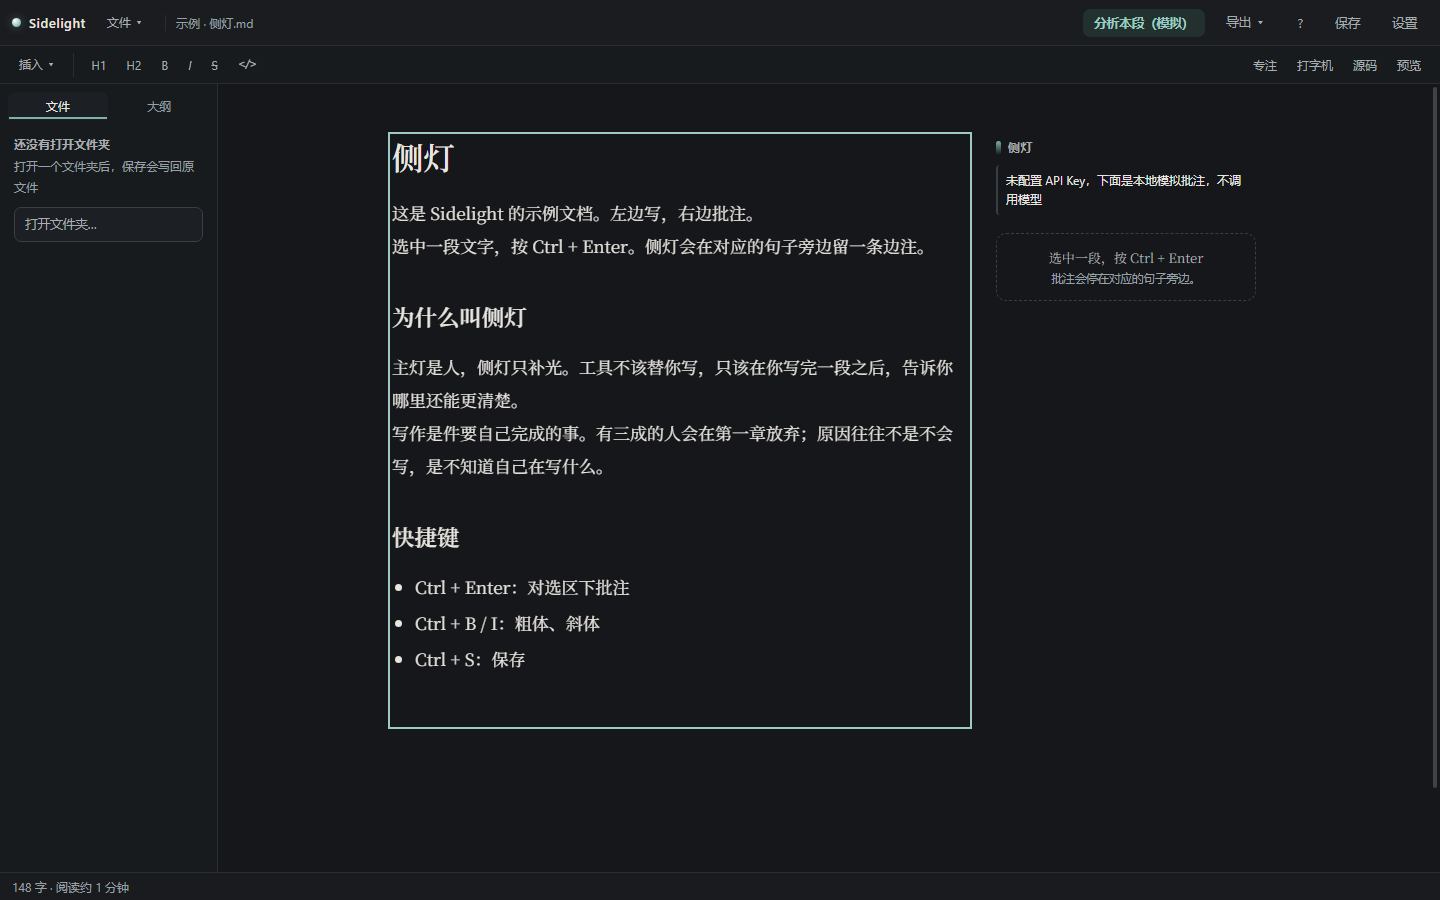 Sidelight
文件
示例 · 侧灯.md
分析本段（模拟）
导出
?
保存
设置
插入
H1
H2
B
I
S
</>
专注
打字机
源码
预览
文件
大纲
还没有打开文件夹
打开一个文件夹后，保存会写回原
文件
打开文件夹...
侧灯
这是 Sidelight 的示例文档。左边写，右边批注。
选中一段文字，按 Ctrl + Enter。侧灯会在对应的句子旁边留一条边注。
为什么叫侧灯
主灯是人，侧灯只补光。工具不该替你写，只该在你写完一段之后，告诉你
哪里还能更清楚。
写作是件要自己完成的事。有三成的人会在第一章放弃；原因往往不是不会
写，是不知道自己在写什么。
快捷键
Ctrl + Enter：对选区下批注
Ctrl + B / I：粗体、斜体
Ctrl + S：保存
侧灯
未配置 API Key，下面是本地模拟批注，不调
用模型
选中一段，按 Ctrl + Enter
批注会停在对应的句子旁边。
148 字 · 阅读约 1 分钟